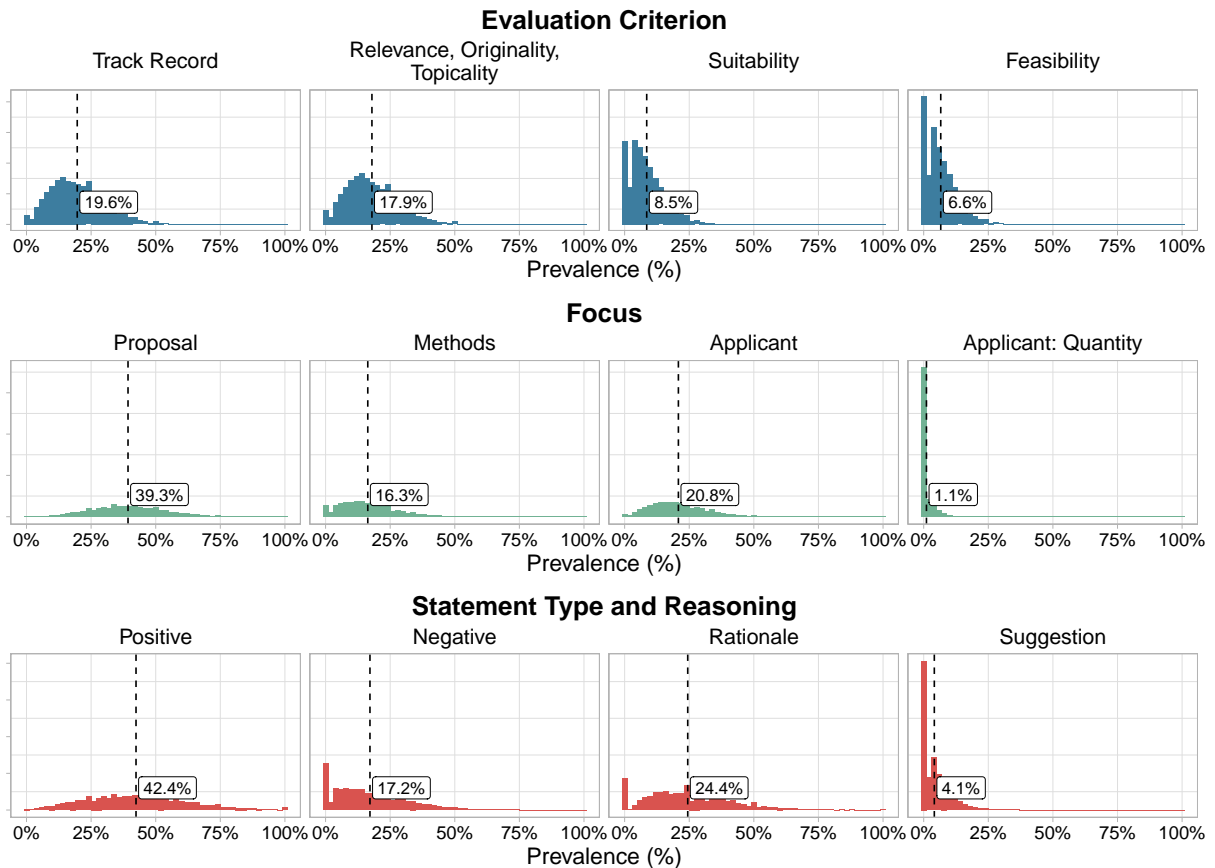 Evaluation Criterion
Track Record
Relevance, Originality,
Topicality
Suitability
Feasibility
19.6%
17.9%
8.5%
6.6%
0% 25% 50% 75% 100% 0% 25% 50% 75% 100% 0% 25% 50% 75% 100% 0% 25% 50% 75% 100%
Prevalence (%)
Focus
Proposal
Methods
Applicant
Applicant: Quantity
39.3%
16.3%
20.8%
1.1%
0% 25% 50% 75% 100% 0% 25% 50% 75% 100% 0% 25% 50% 75% 100% 0% 25% 50% 75% 100%
Prevalence (%)
Statement Type and Reasoning
Positive
Negative
Rationale
Suggestion
42.4%
17.2%
24.4%
4.1%
0% 25% 50% 75% 100% 0% 25% 50% 75% 100% 0% 25% 50% 75% 100% 0% 25% 50% 75% 100%
Prevalence (%)